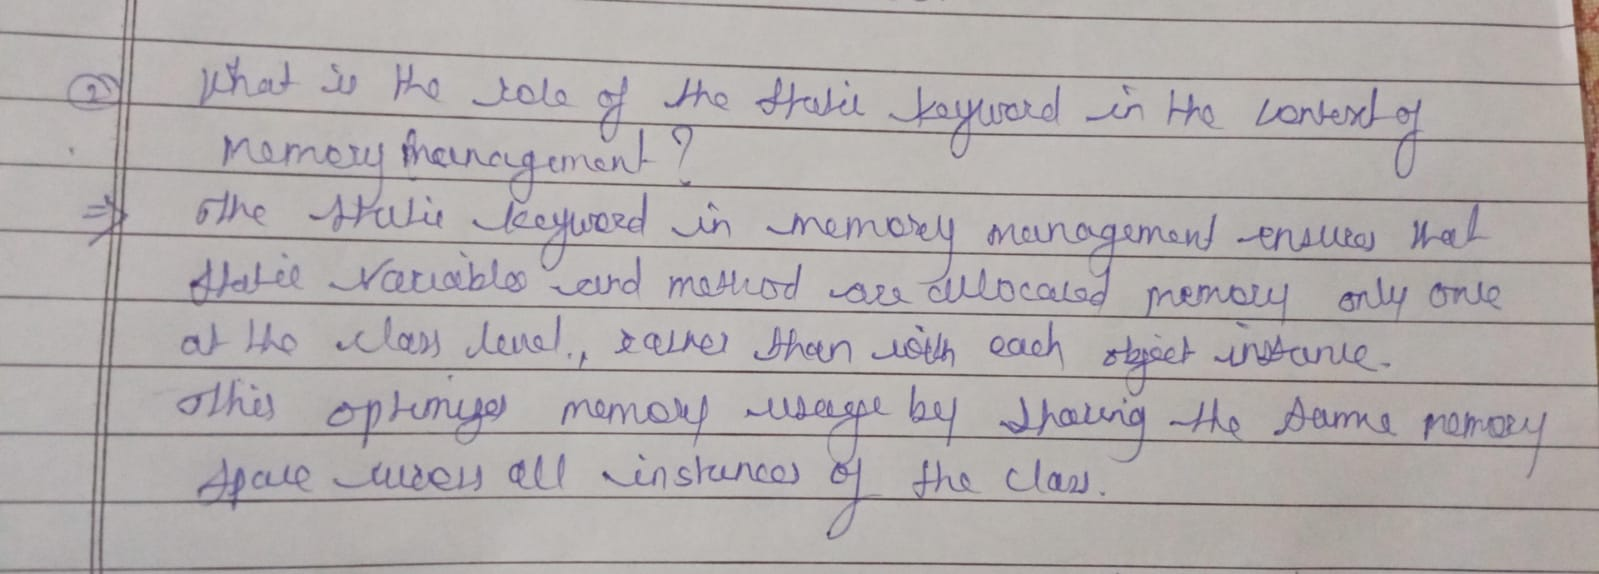 ② What is the role of the static keyword in the context of
memory management?
⇒ The static keyword in memory management ensures that
static variables and method are allocated memory only once
at the class level., rather than with each object instance.
This optimizes memory usage by sharing the same memory
space across all instances of the class.